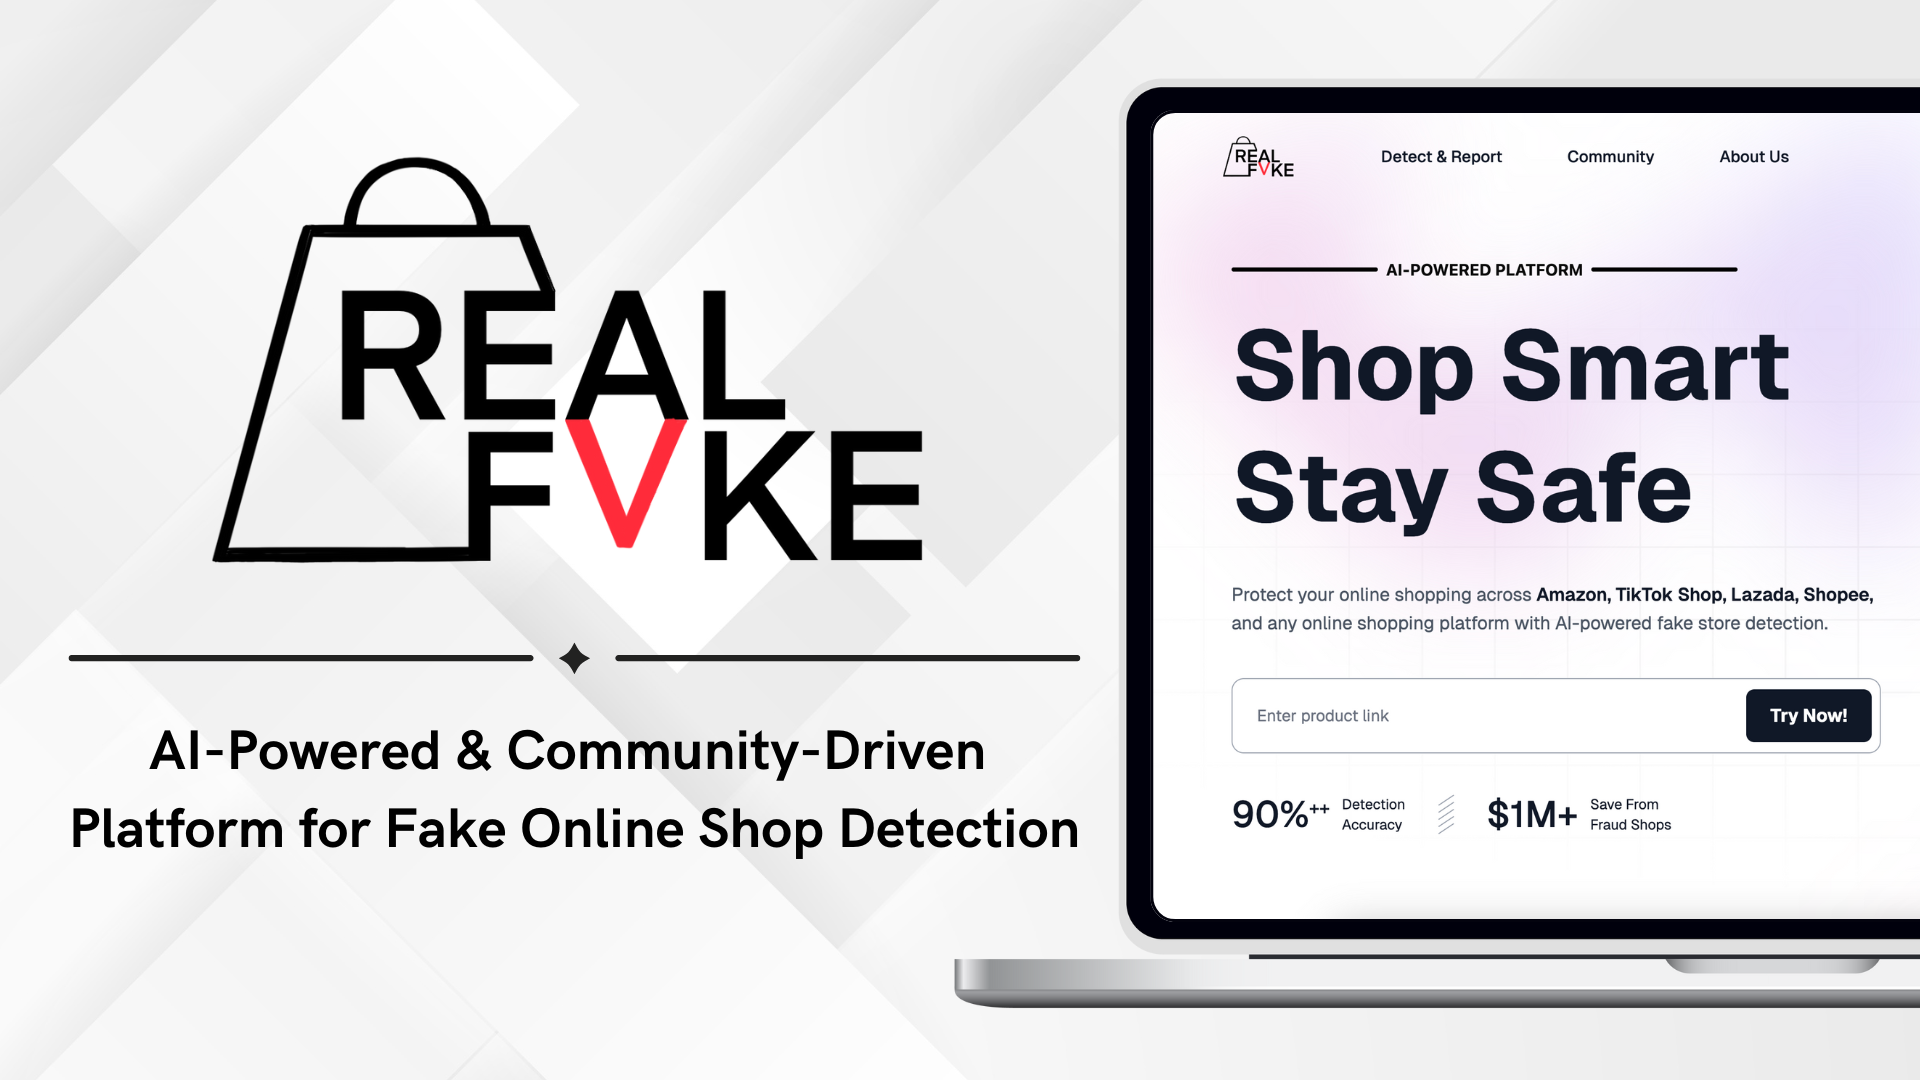 REAL
FAKE
AI-Powered & Community-Driven
Platform for Fake Online Shop Detection
REAL
FAKE
Detect & Report
Community
About Us
AI-POWERED PLATFORM
Shop Smart
Stay Safe
Protect your online shopping across Amazon, TikTok Shop, Lazada, Shopee,
and any online shopping platform with AI-powered fake store detection.
Enter product link
Try Now!
90%++
Detection
Accuracy
$1M+
Save From
Fraud Shops